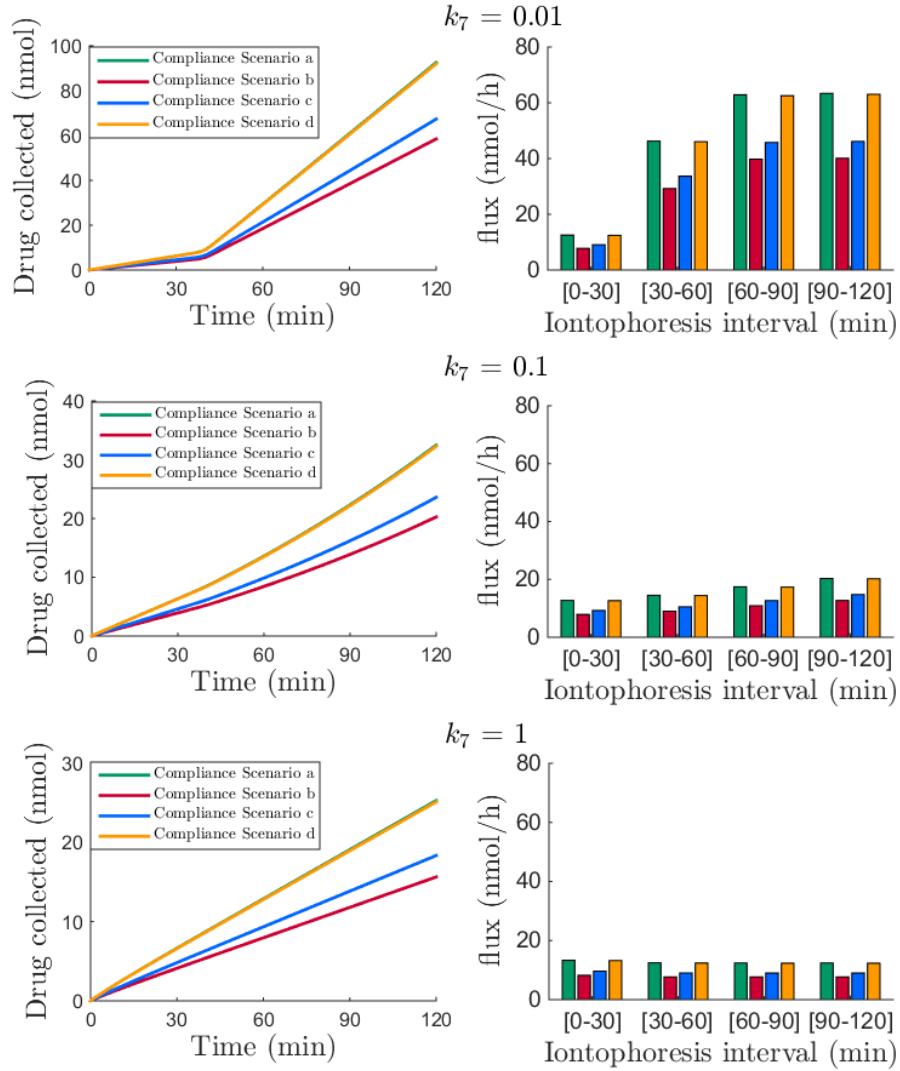 k₇ = 0.01
Drug collected (nmol)
100
80
60
40
20
0
Compliance Scenario a
Compliance Scenario b
Compliance Scenario c
Compliance Scenario d
0 30 60 90 120
Time (min)
flux (nmol/h)
80
60
40
20
0
[0-30] [30-60] [60-90] [90-120]
Iontophoresis interval (min)
k₇ = 0.1
Drug collected (nmol)
40
30
20
10
0
Compliance Scenario a
Compliance Scenario b
Compliance Scenario c
Compliance Scenario d
0 30 60 90 120
Time (min)
flux (nmol/h)
80
60
40
20
0
[0-30] [30-60] [60-90] [90-120]
Iontophoresis interval (min)
k₇ = 1
Drug collected (nmol)
30
20
10
0
Compliance Scenario a
Compliance Scenario b
Compliance Scenario c
Compliance Scenario d
0 30 60 90 120
Time (min)
flux (nmol/h)
80
60
40
20
0
[0-30] [30-60] [60-90] [90-120]
Iontophoresis interval (min)